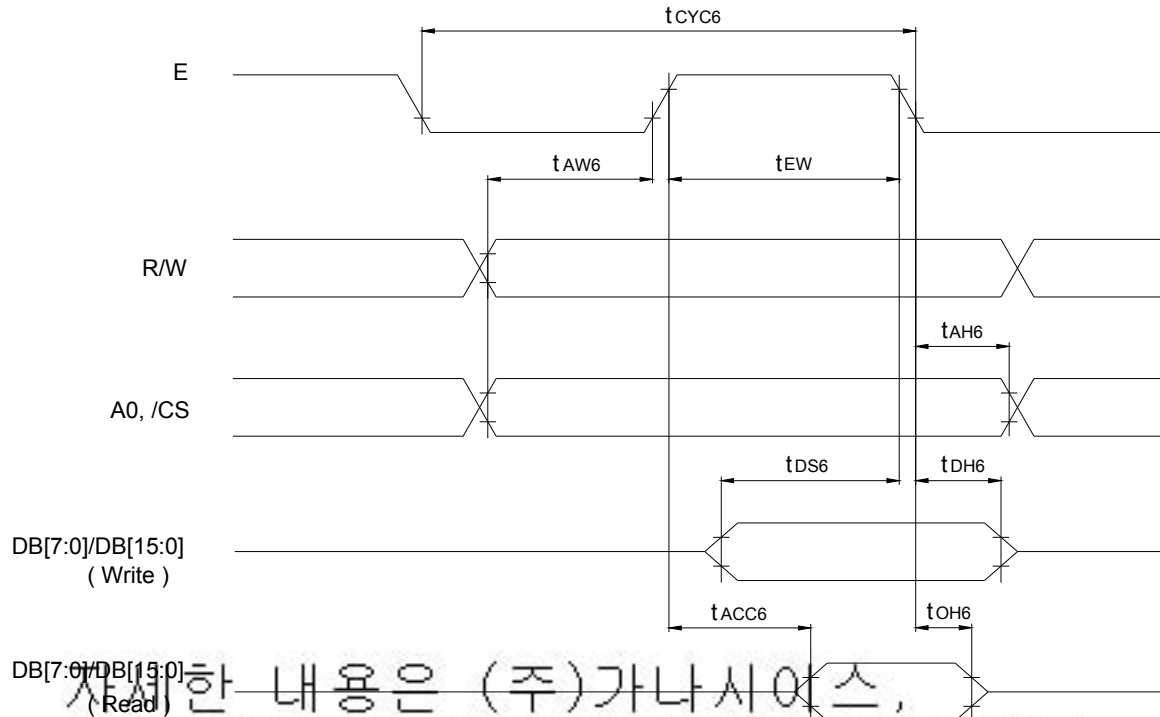 tCYC6
E
tAW6
tEW
R/W
tAH6
A0, /CS
tDS6
tDH6
DB[7:0]/DB[15:0]
( Write )
tACC6
tOH6
DB[7:0]/DB[15:0]
( Read )
자세한 내용은 (주)가나시이스,